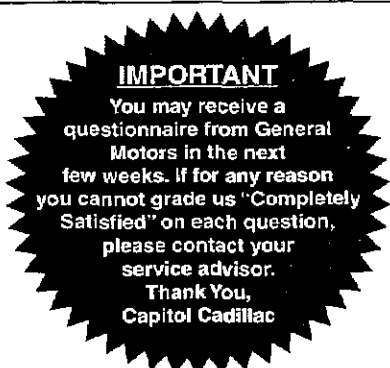 IMPORTANT
You may receive a
questionnaire from General
Motors in the next
few weeks. If for any reason
you cannot grade us "Completely
Satisfied" on each question,
please contact your
service advisor.
Thank You,
Capitol Cadillac